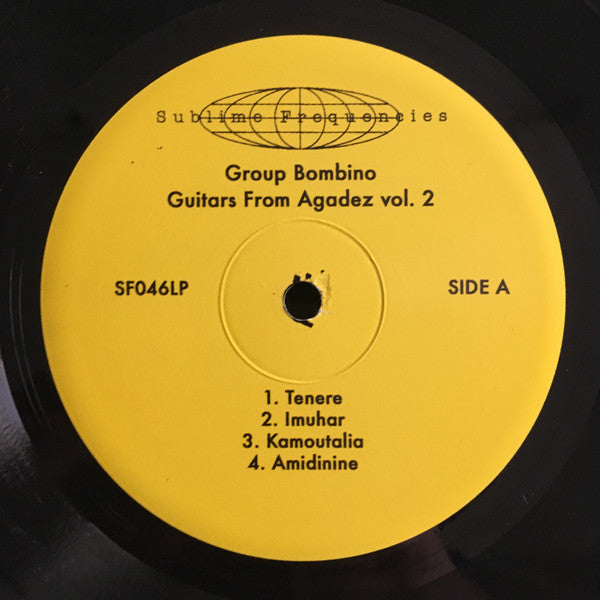 Sublime Frequencies
Group Bombino
Guitars From Agadez vol. 2
SF046LP
SIDE A
1. Tenere
2. Imuhar
3. Kamoutalia
4. Amidinine